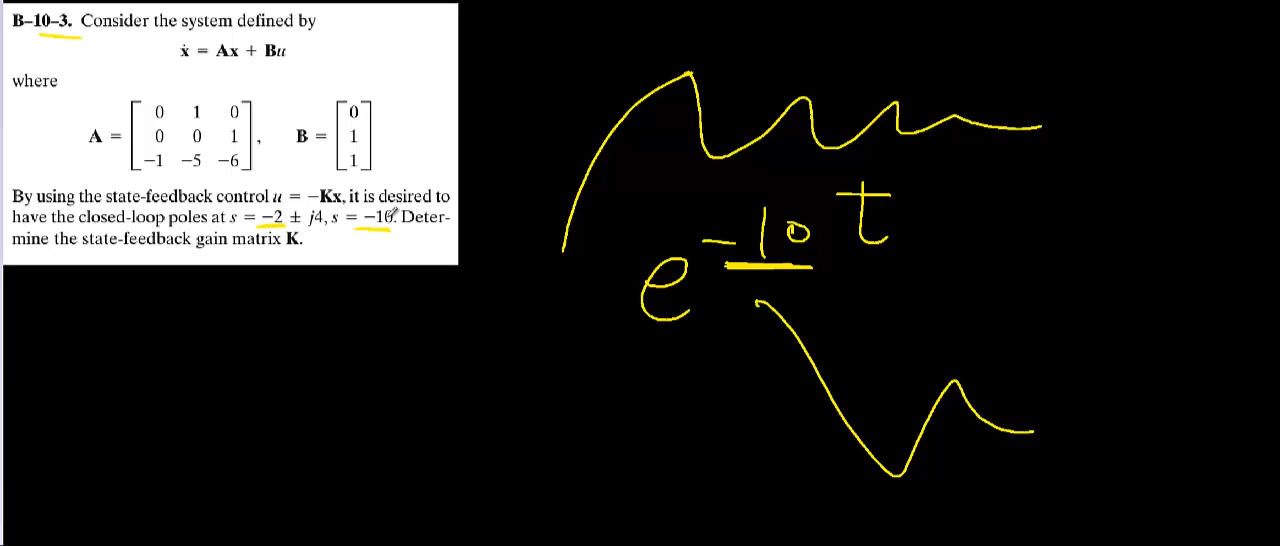 B–10–3. Consider the system defined by
ẋ = Ax + Bu
where
A = [ 0 1 0
0 0 1
−1 −5 −6 ], B = [ 0
1
1 ]
By using the state-feedback control u = −Kx, it is desired to
have the closed-loop poles at s = −2 ± j4, s = −10. Deter-
mine the state-feedback gain matrix K.
e^-10 t